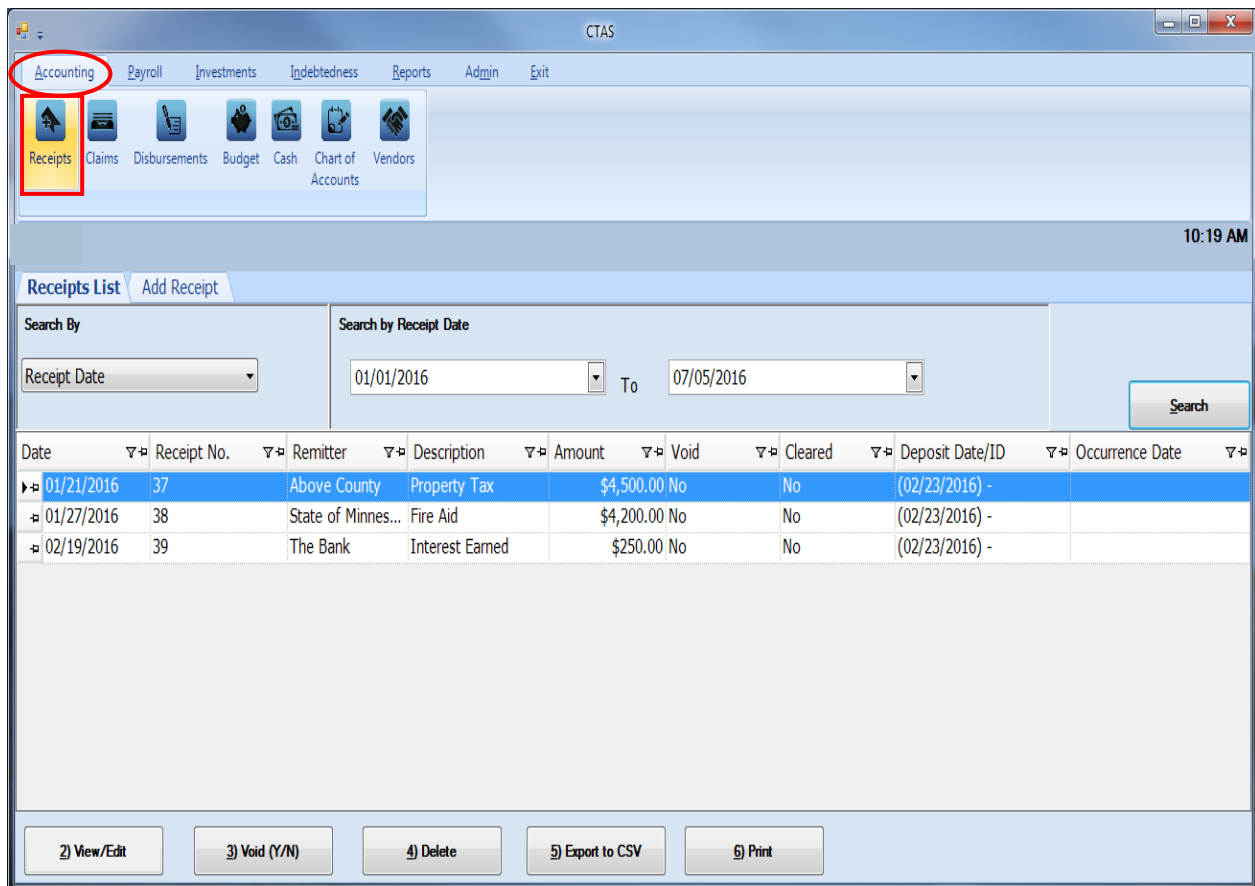 CTAS
Accounting Payroll Investments Indebtedness Reports Admin Exit
Receipts Claims Disbursements Budget Cash Chart of Accounts Vendors
10:19 AM
Receipts List Add Receipt
Search By Search by Receipt Date
Receipt Date 01/01/2016 To 07/05/2016
Search
Date Receipt No. Remitter Description Amount Void Cleared Deposit Date/ID Occurrence Date
01/21/2016 37 Above County Property Tax $4,500.00 No No (02/23/2016) -
01/27/2016 38 State of Minnes... Fire Aid $4,200.00 No No (02/23/2016) -
02/19/2016 39 The Bank Interest Earned $250.00 No No (02/23/2016) -
2) View/Edit 3) Void (Y/N) 4) Delete 5) Export to CSV 6) Print